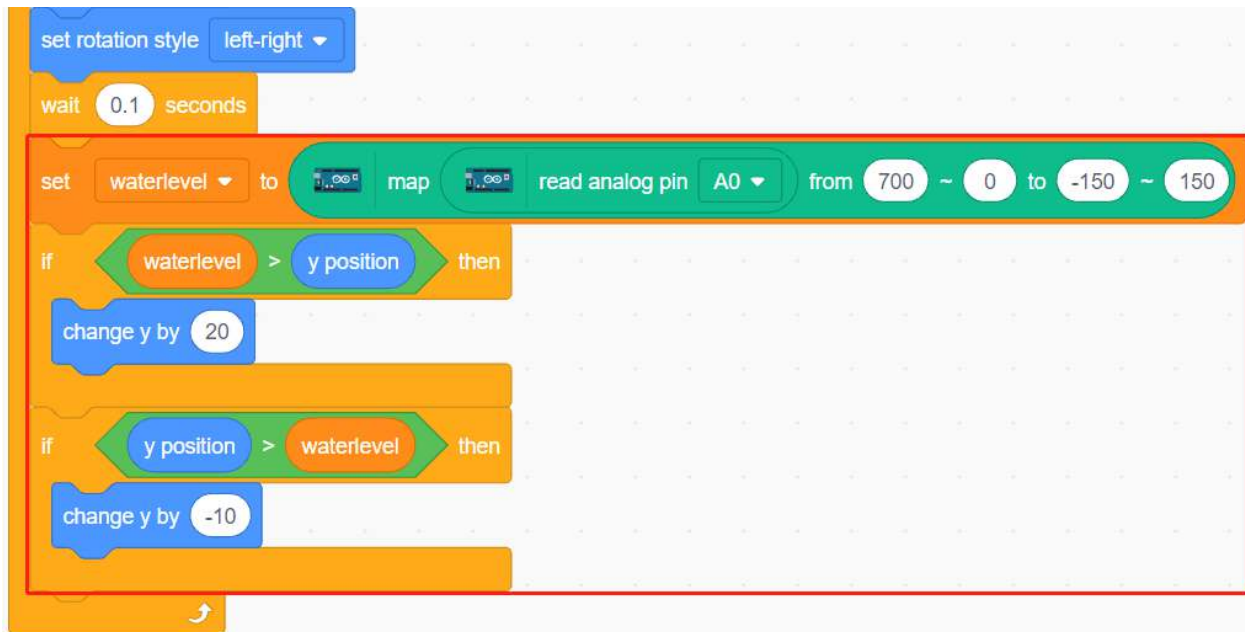 set rotation style left-right
wait 0.1 seconds
set waterlevel to map read analog pin A0 from 700 ~ 0 to -150 ~ 150
if waterlevel > y position then
change y by 20
if y position > waterlevel then
change y by -10